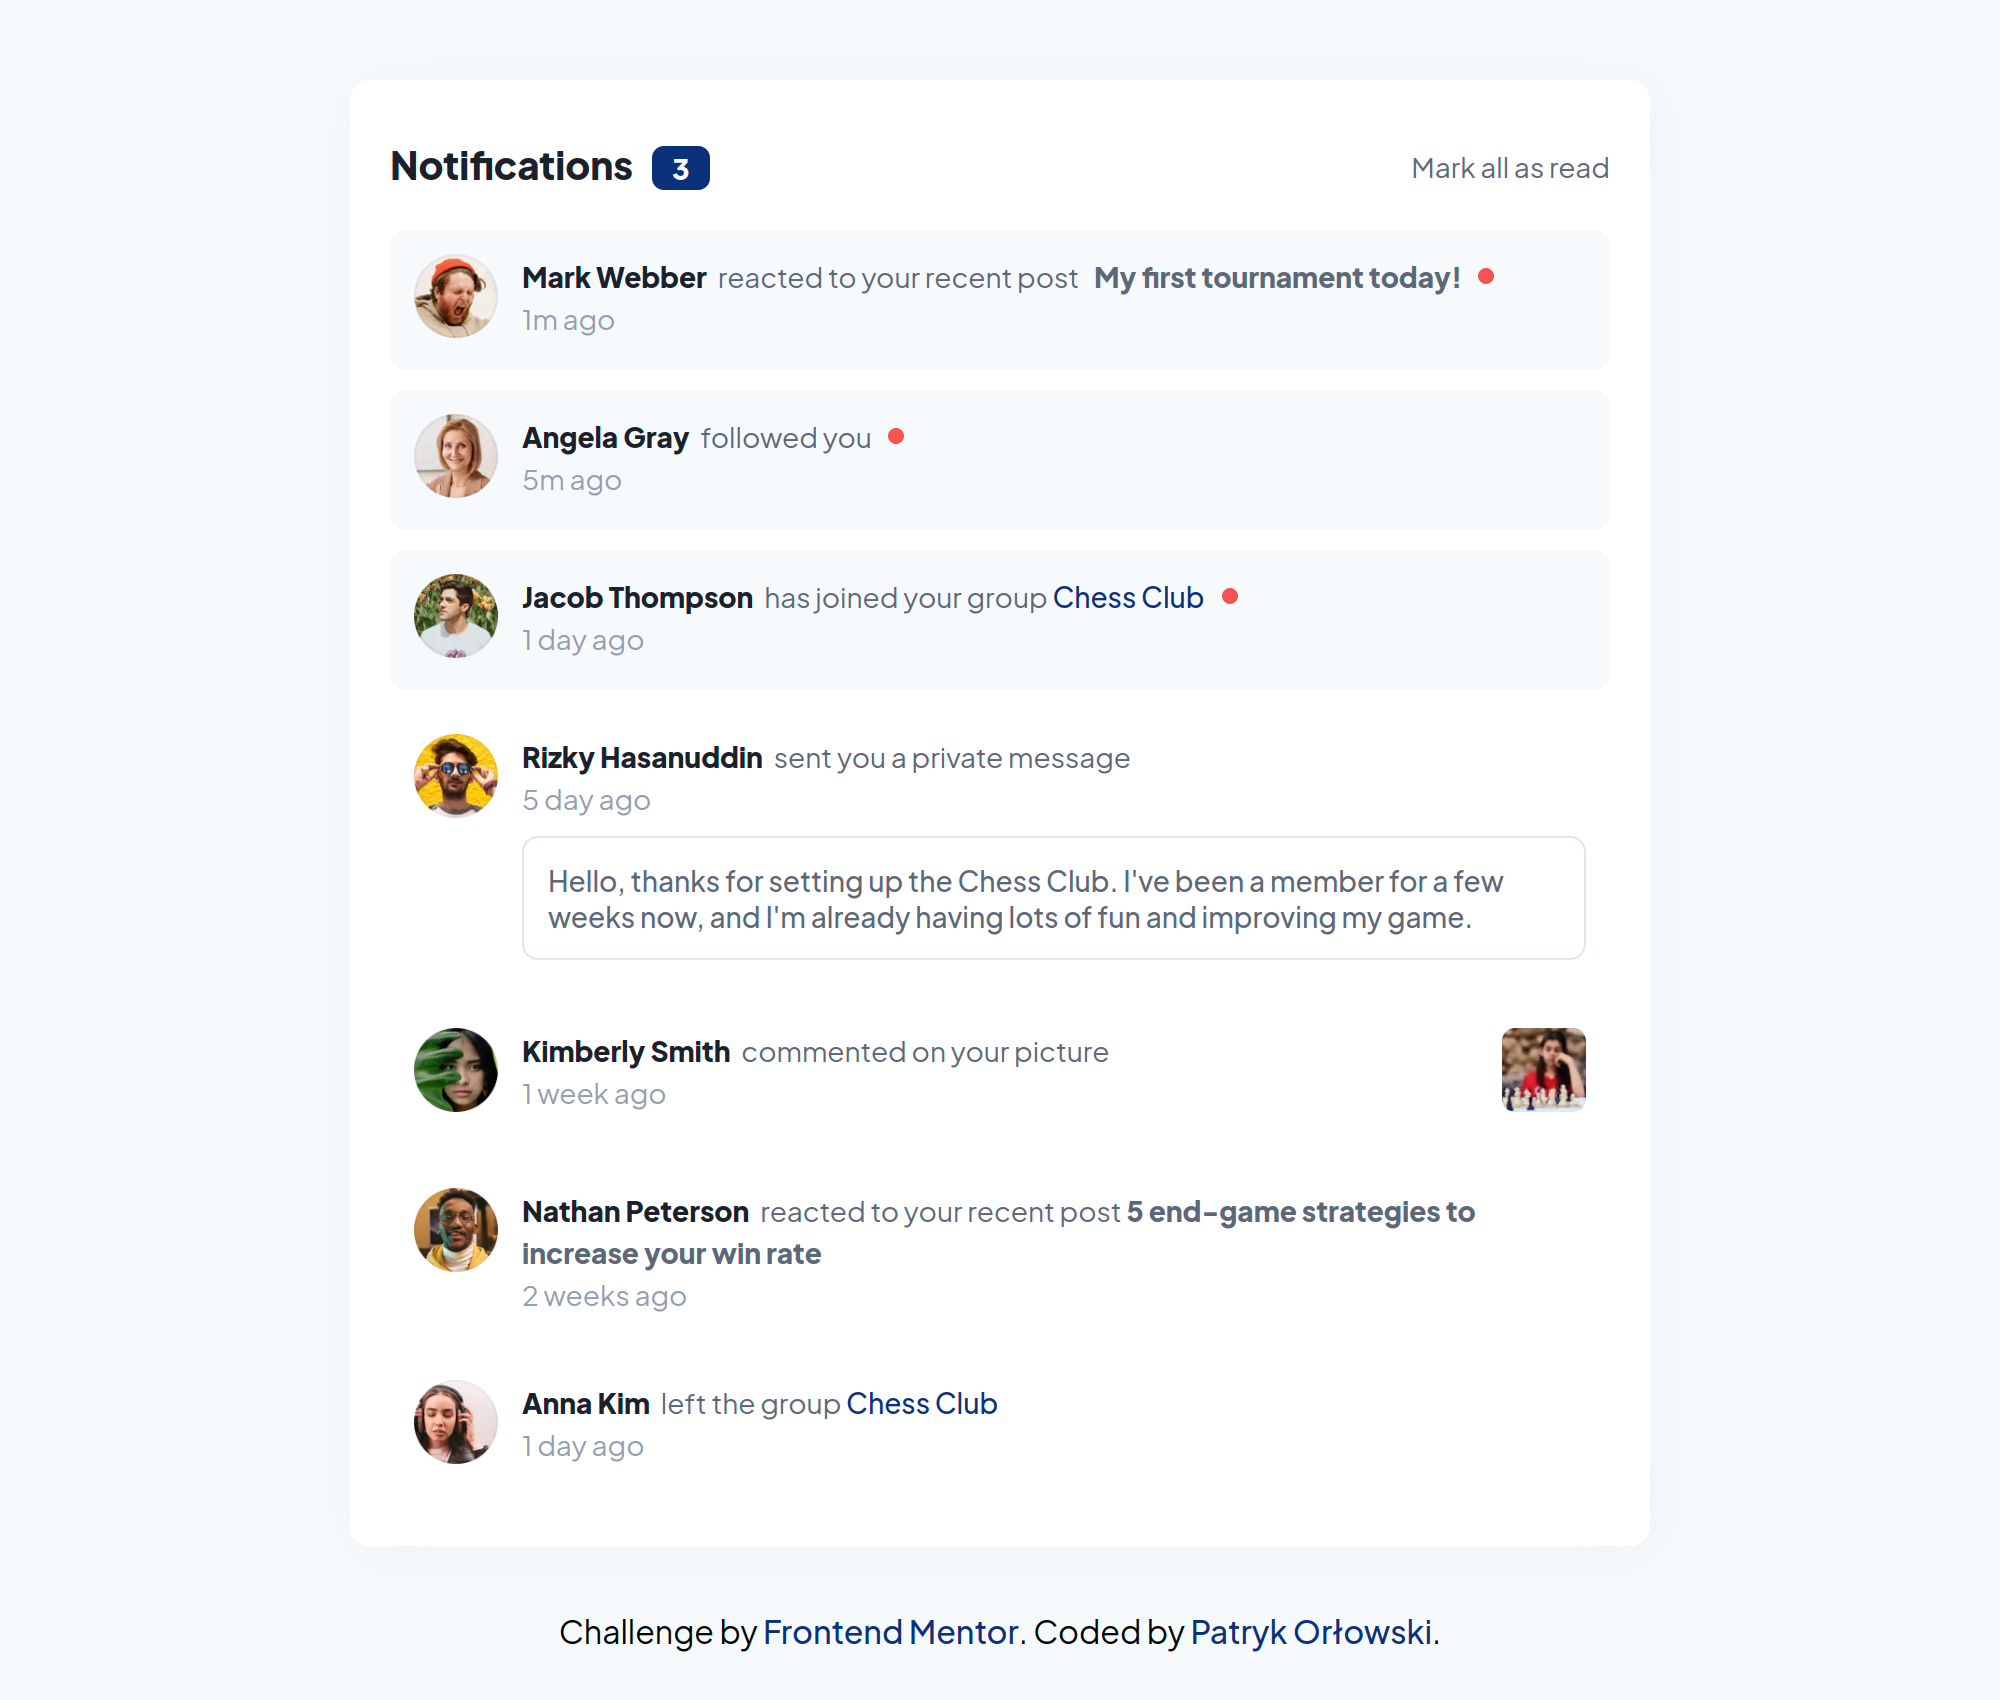 Notifications 3 Mark all as read
Mark Webber reacted to your recent post My first tournament today!
1m ago
Angela Gray followed you
5m ago
Jacob Thompson has joined your group Chess Club
1 day ago
Rizky Hasanuddin sent you a private message
5 day ago
Hello, thanks for setting up the Chess Club. I've been a member for a few
weeks now, and I'm already having lots of fun and improving my game.
Kimberly Smith commented on your picture
1 week ago
Nathan Peterson reacted to your recent post 5 end-game strategies to
increase your win rate
2 weeks ago
Anna Kim left the group Chess Club
1 day ago
Challenge by Frontend Mentor. Coded by Patryk Orłowski.